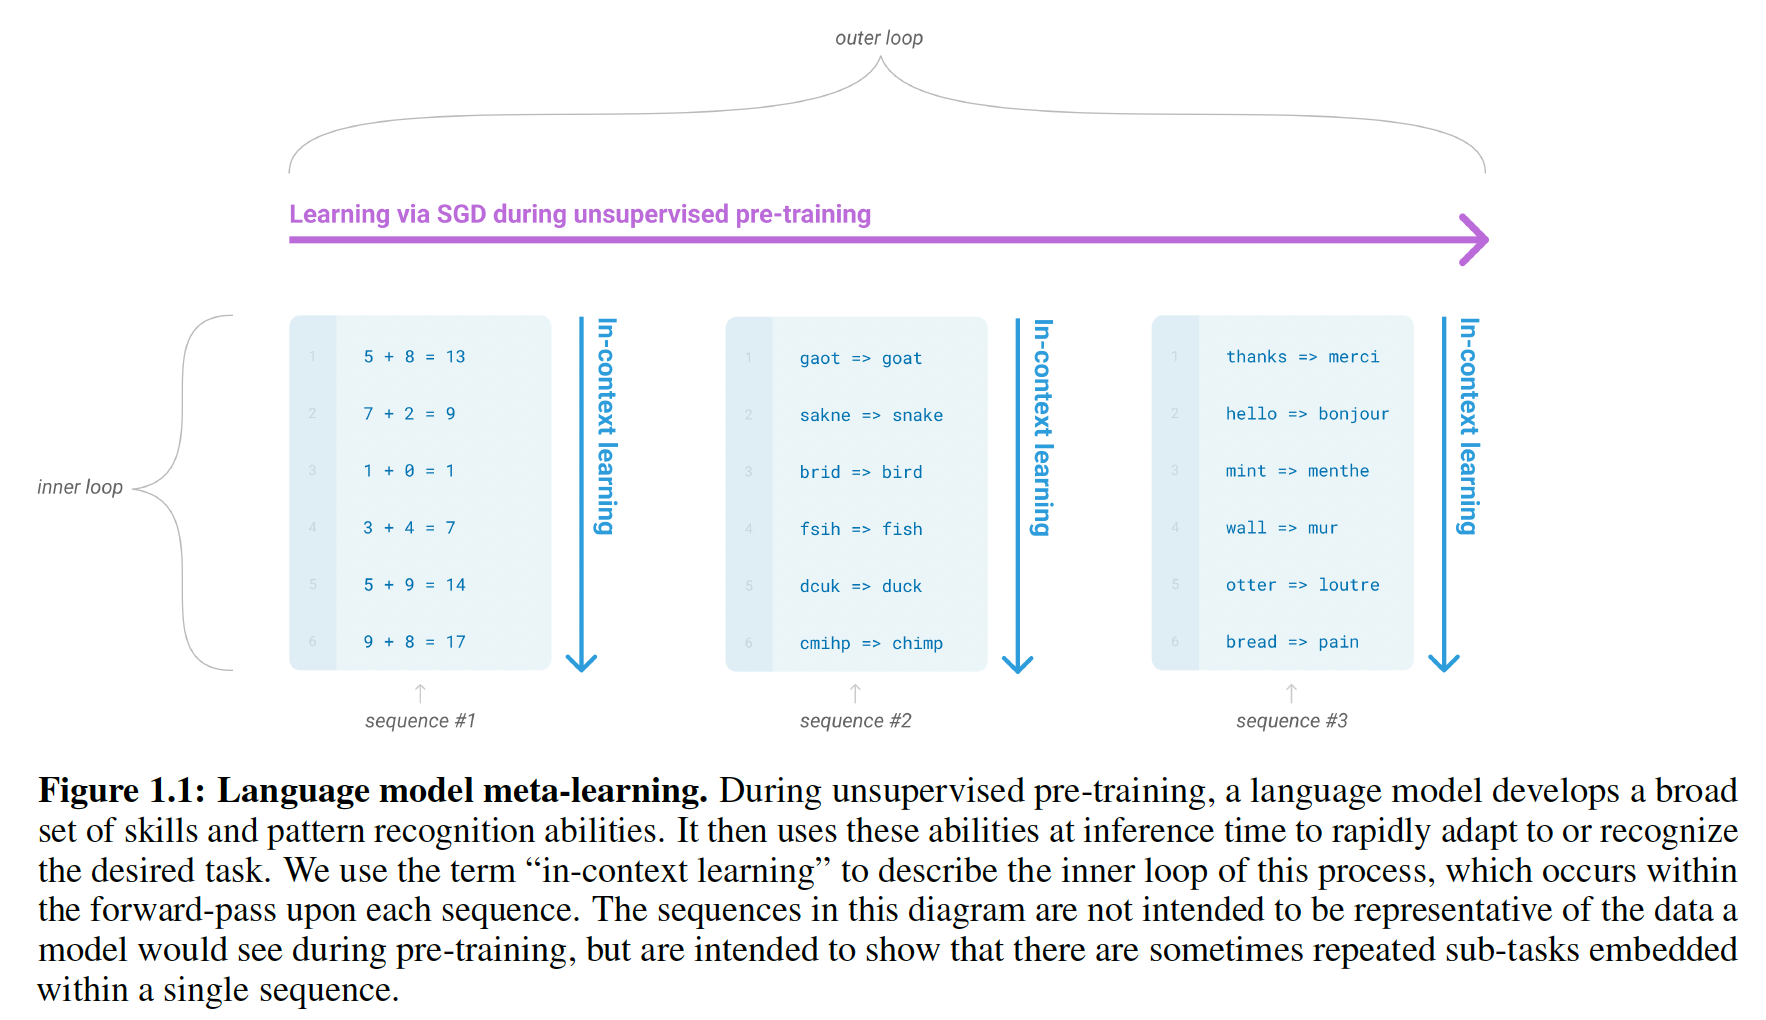 outer loop
Learning via SGD during unsupervised pre-training
inner loop
1 5 + 8 = 13
2 7 + 2 = 9
3 1 + 0 = 1
4 3 + 4 = 7
5 5 + 9 = 14
6 9 + 8 = 17
In-context learning
sequence #1
1 gaot => goat
2 sakne => snake
3 brid => bird
4 fsih => fish
5 dcuk => duck
6 cmihp => chimp
In-context learning
sequence #2
1 thanks => merci
2 hello => bonjour
3 mint => menthe
4 wall => mur
5 otter => loutre
6 bread => pain
In-context learning
sequence #3
Figure 1.1: Language model meta-learning. During unsupervised pre-training, a language model develops a broad
set of skills and pattern recognition abilities. It then uses these abilities at inference time to rapidly adapt to or recognize
the desired task. We use the term “in-context learning” to describe the inner loop of this process, which occurs within
the forward-pass upon each sequence. The sequences in this diagram are not intended to be representative of the data a
model would see during pre-training, but are intended to show that there are sometimes repeated sub-tasks embedded
within a single sequence.